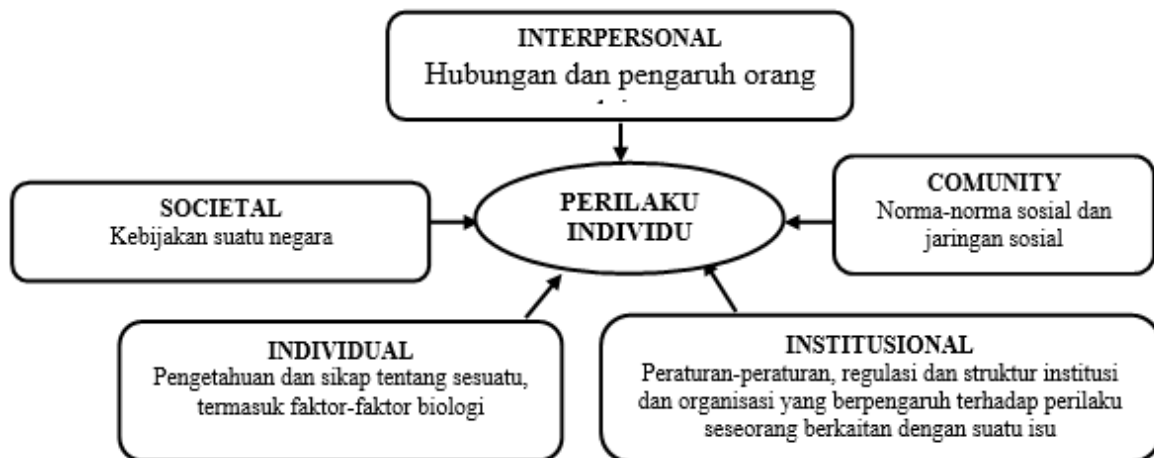 INTERPERSONAL
Hubungan dan pengaruh orang
SOCIETAL
Kebijakan suatu negara
PERILAKU
INDIVIDU
COMUNITY
Norma-norma sosial dan
jaringan sosial
INDIVIDUAL
Pengetahuan dan sikap tentang sesuatu,
termasuk faktor-faktor biologi
INSTITUSIONAL
Peraturan-peraturan, regulasi dan struktur institusi
dan organisasi yang berpengaruh terhadap perilaku
seseorang berkaitan dengan suatu isu